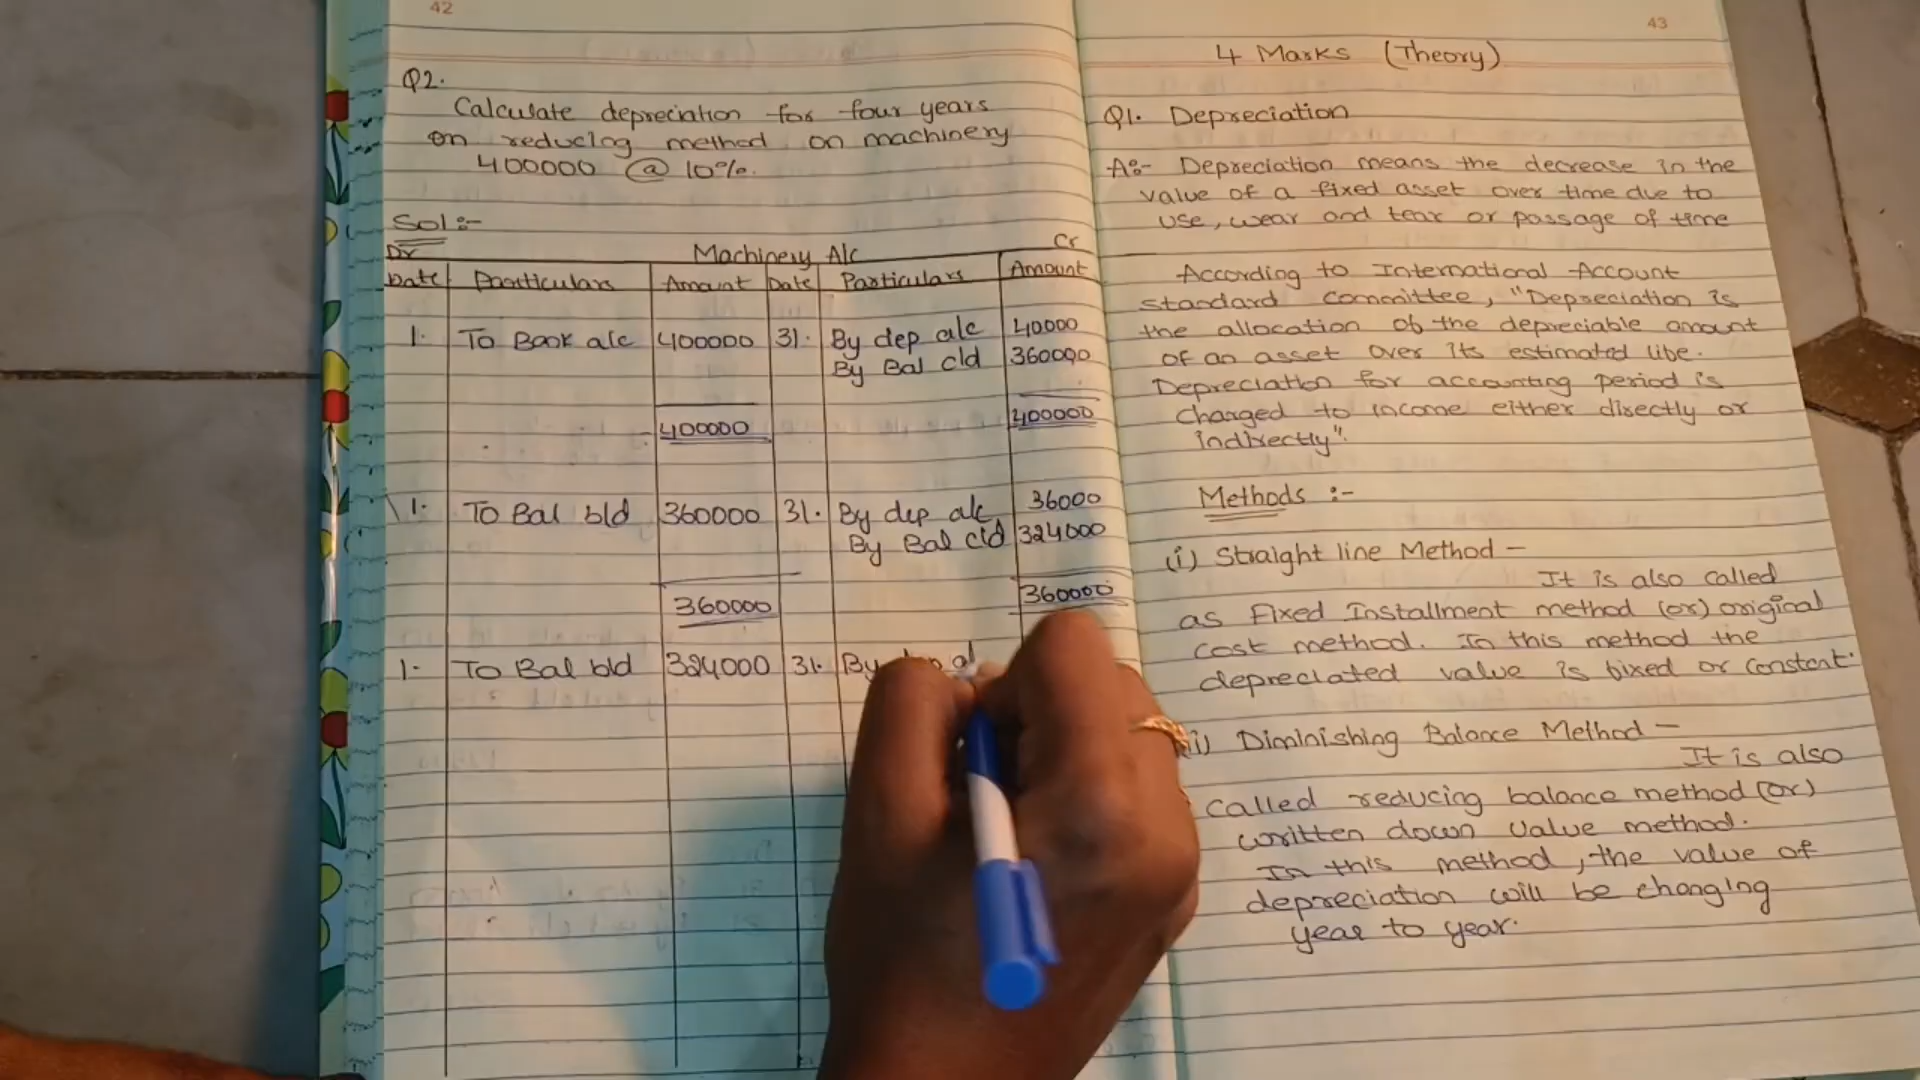 42
Q2.
Calculate depreciation for four years
on reducing method on machinery
400000 @ 10%.
Sol:-
Dr Machinery A/c Cr
Date Particulars Amount Date Particulars Amount
1. To Bank a/c 400000 31. By dep a/c 40000
By Bal c/d 360000
400000 400000
1. To Bal b/d 360000 31. By dep a/c 36000
By Bal c/d 324000
360000 360000
1. To Bal b/d 324000 31. By
43
4 Marks (Theory)
Q1. Depreciation
A:- Depreciation means the decrease in the
value of a fixed asset over time due to
use, wear and tear or passage of time
According to International Account
standard committee, "Depreciation is
the allocation of the depreciable amount
of an asset over its estimated life.
Depreciation for accounting period is
charged to income either directly or
indirectly".
Methods :-
(i) Straight line Method -
It is also called
as Fixed Installment method (or) original
cost method. In this method the
depreciated value is fixed or constant.
i) Diminishing Balance Method -
It is also
called reducing balance method (or)
written down value method.
In this method, the value of
depreciation will be changing
year to year.